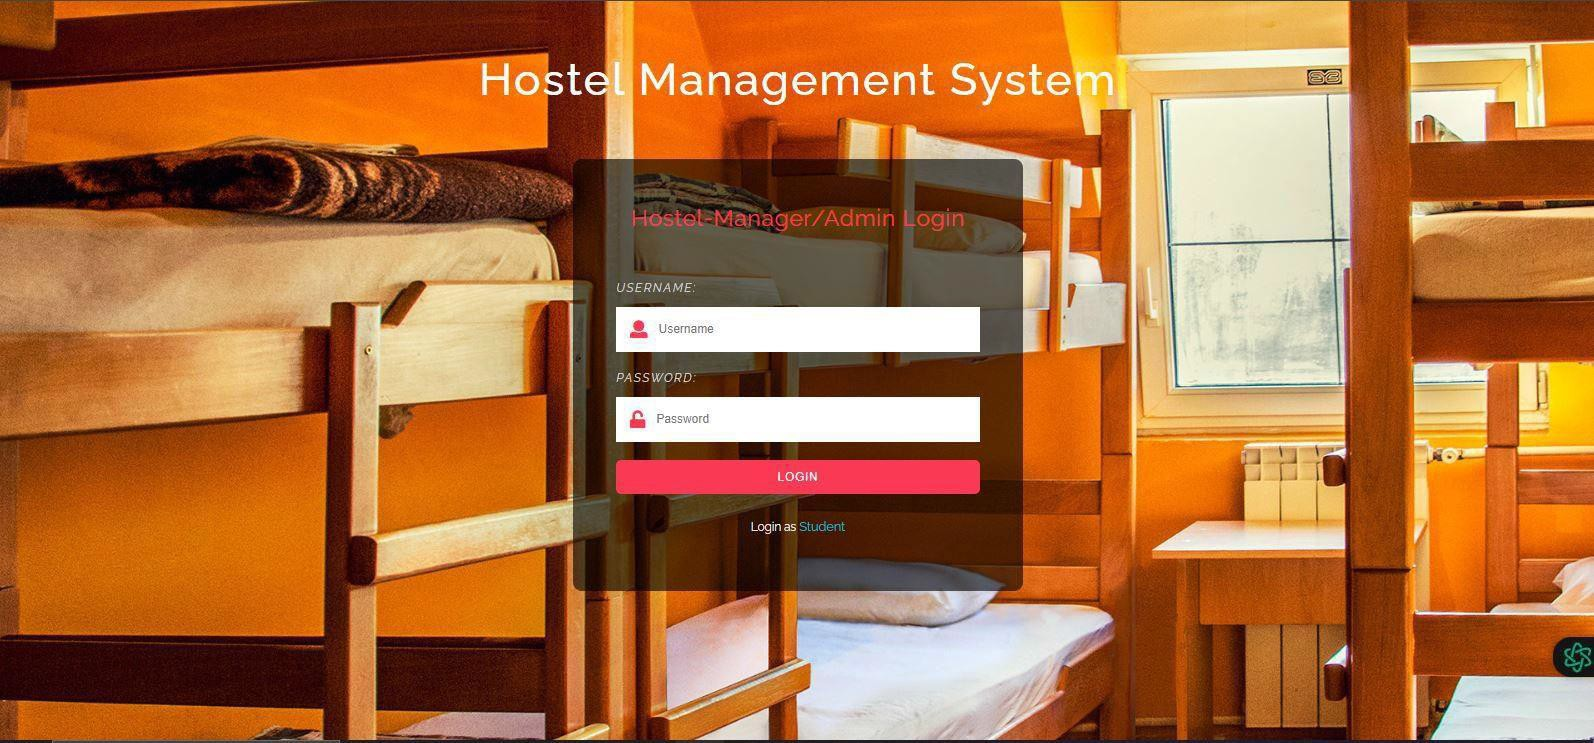 Hostel Management System
Hostel-Manager/Admin Login
USERNAME:
Username
PASSWORD:
Password
LOGIN
Login as Student